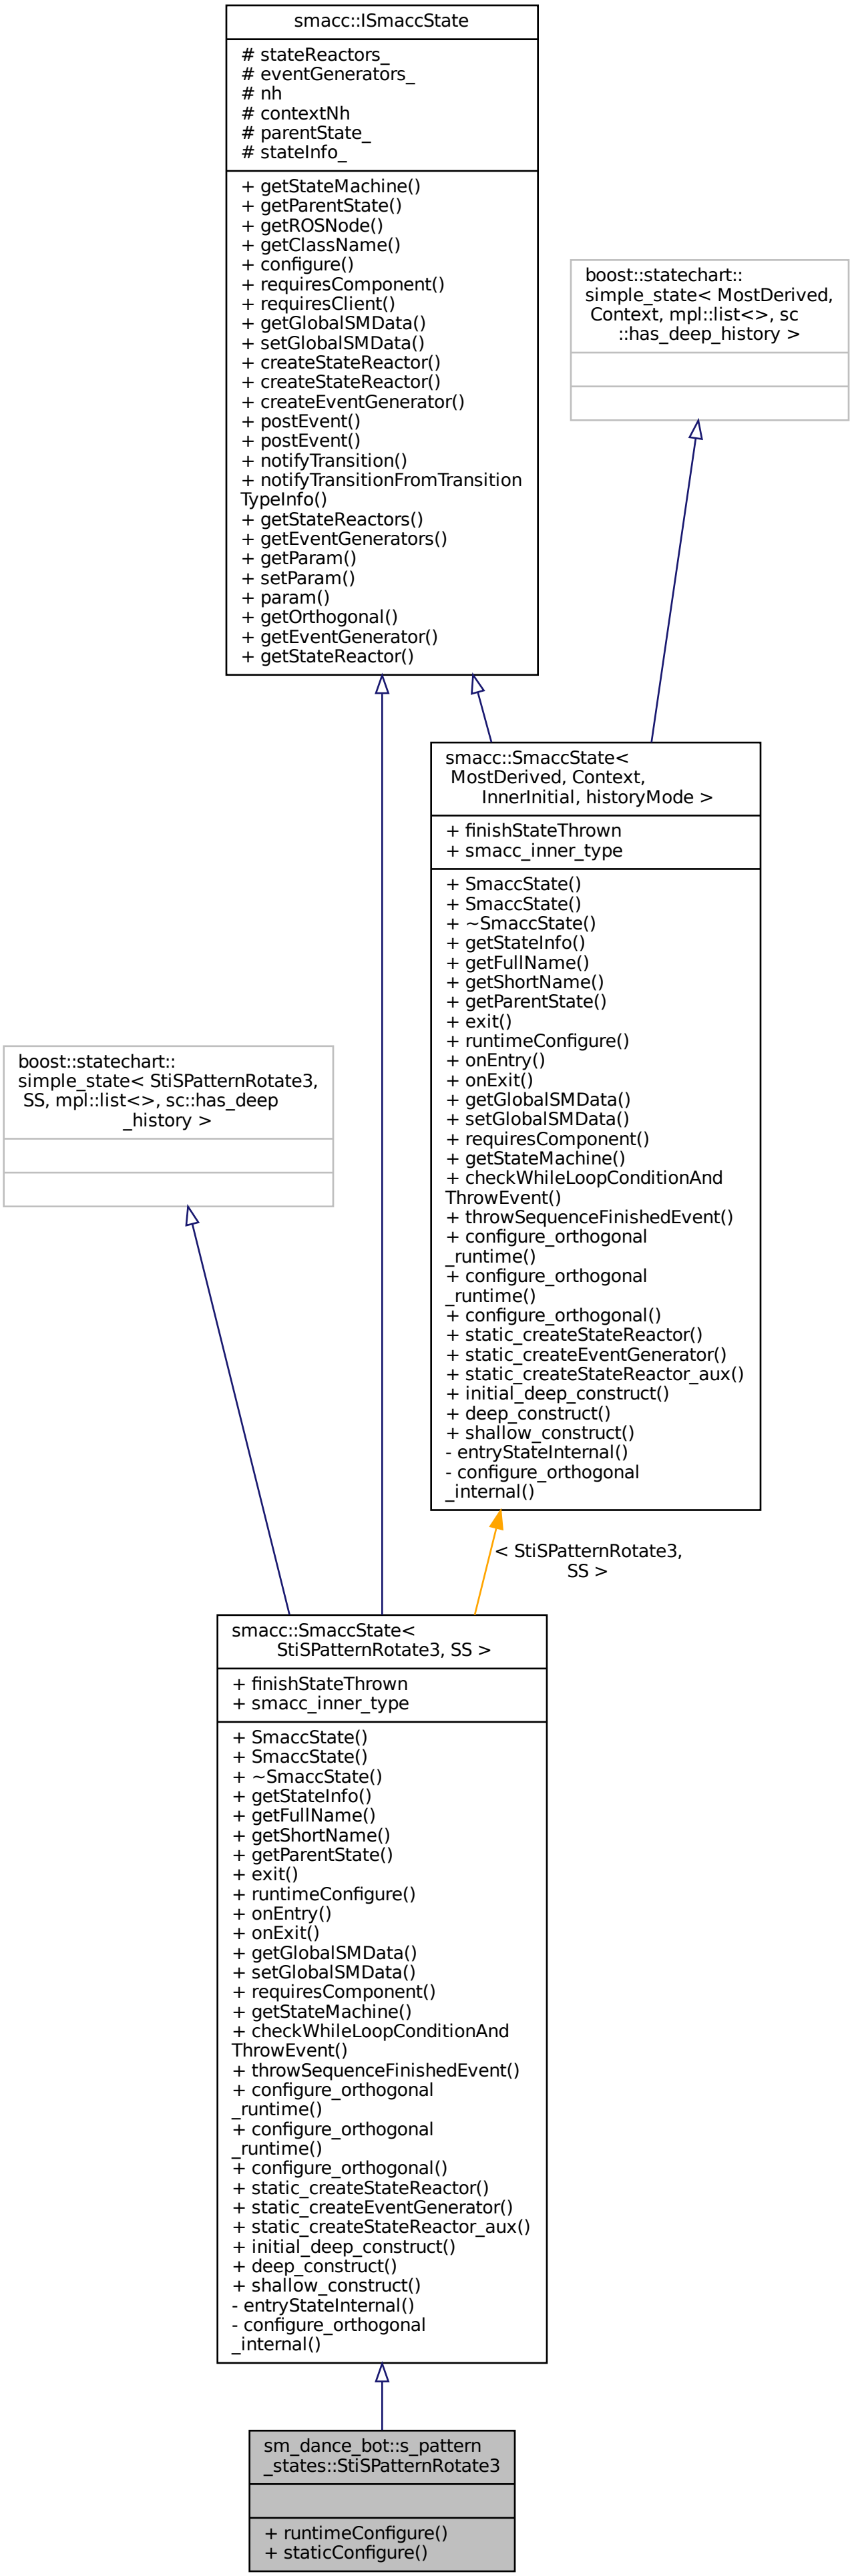 smacc::ISmaccState
# stateReactors_
# eventGenerators_
# nh
# contextNh
# parentState_
# stateInfo_
+ getStateMachine()
+ getParentState()
+ getROSNode()
+ getClassName()
+ configure()
+ requiresComponent()
+ requiresClient()
+ getGlobalSMData()
+ setGlobalSMData()
+ createStateReactor()
+ createStateReactor()
+ createEventGenerator()
+ postEvent()
+ postEvent()
+ notifyTransition()
+ notifyTransitionFromTransition
TypeInfo()
+ getStateReactors()
+ getEventGenerators()
+ getParam()
+ setParam()
+ param()
+ getOrthogonal()
+ getEventGenerator()
+ getStateReactor()
boost::statechart::
simple_state< MostDerived,
Context, mpl::list<>, sc
::has_deep_history >
smacc::SmaccState<
MostDerived, Context,
InnerInitial, historyMode >
+ finishStateThrown
+ smacc_inner_type
+ SmaccState()
+ SmaccState()
+ ~SmaccState()
+ getStateInfo()
+ getFullName()
+ getShortName()
+ getParentState()
+ exit()
+ runtimeConfigure()
+ onEntry()
+ onExit()
+ getGlobalSMData()
+ setGlobalSMData()
+ requiresComponent()
+ getStateMachine()
+ checkWhileLoopConditionAnd
ThrowEvent()
+ throwSequenceFinishedEvent()
+ configure_orthogonal
_runtime()
+ configure_orthogonal
_runtime()
+ configure_orthogonal()
+ static_createStateReactor()
+ static_createEventGenerator()
+ static_createStateReactor_aux()
+ initial_deep_construct()
+ deep_construct()
+ shallow_construct()
- entryStateInternal()
- configure_orthogonal
_internal()
boost::statechart::
simple_state< StiSPatternRotate3,
SS, mpl::list<>, sc::has_deep
_history >
< StiSPatternRotate3,
SS >
smacc::SmaccState<
StiSPatternRotate3, SS >
+ finishStateThrown
+ smacc_inner_type
+ SmaccState()
+ SmaccState()
+ ~SmaccState()
+ getStateInfo()
+ getFullName()
+ getShortName()
+ getParentState()
+ exit()
+ runtimeConfigure()
+ onEntry()
+ onExit()
+ getGlobalSMData()
+ setGlobalSMData()
+ requiresComponent()
+ getStateMachine()
+ checkWhileLoopConditionAnd
ThrowEvent()
+ throwSequenceFinishedEvent()
+ configure_orthogonal
_runtime()
+ configure_orthogonal
_runtime()
+ configure_orthogonal()
+ static_createStateReactor()
+ static_createEventGenerator()
+ static_createStateReactor_aux()
+ initial_deep_construct()
+ deep_construct()
+ shallow_construct()
- entryStateInternal()
- configure_orthogonal
_internal()
sm_dance_bot::s_pattern
_states::StiSPatternRotate3
+ runtimeConfigure()
+ staticConfigure()